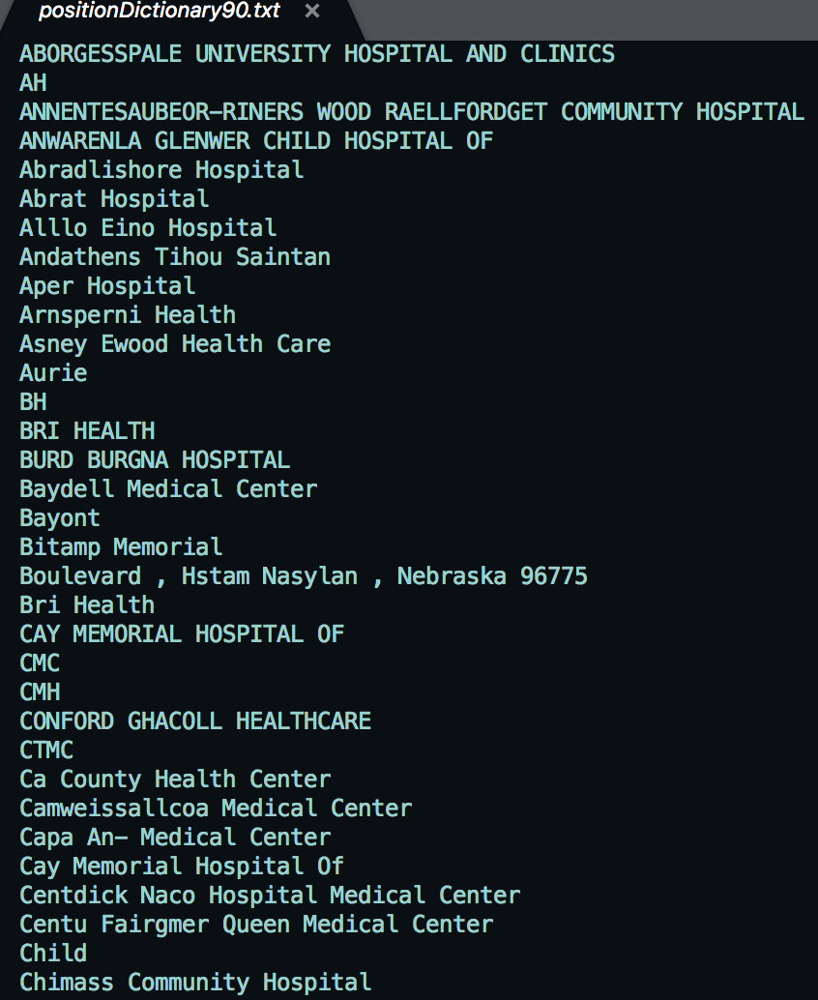 positionDictionary90.txt ×
ABORGESSPALE UNIVERSITY HOSPITAL AND CLINICS
AH
ANNENTESAUBEOR-RINERS WOOD RAELLFORDGET COMMUNITY HOSPITAL
ANWARENLA GLENWER CHILD HOSPITAL OF
Abradlishore Hospital
Abrat Hospital
Alllo Eino Hospital
Andathens Tihou Saintan
Aper Hospital
Arnsperni Health
Asney Ewood Health Care
Aurie
BH
BRI HEALTH
BURD BURGNA HOSPITAL
Baydell Medical Center
Bayont
Bitamp Memorial
Boulevard , Hstam Nasylan , Nebraska 96775
Bri Health
CAY MEMORIAL HOSPITAL OF
CMC
CMH
CONFORD GHACOLL HEALTHCARE
CTMC
Ca County Health Center
Camweissallcoa Medical Center
Capa An- Medical Center
Cay Memorial Hospital Of
Centdick Naco Hospital Medical Center
Centu Fairgmer Queen Medical Center
Child
Chimass Community Hospital